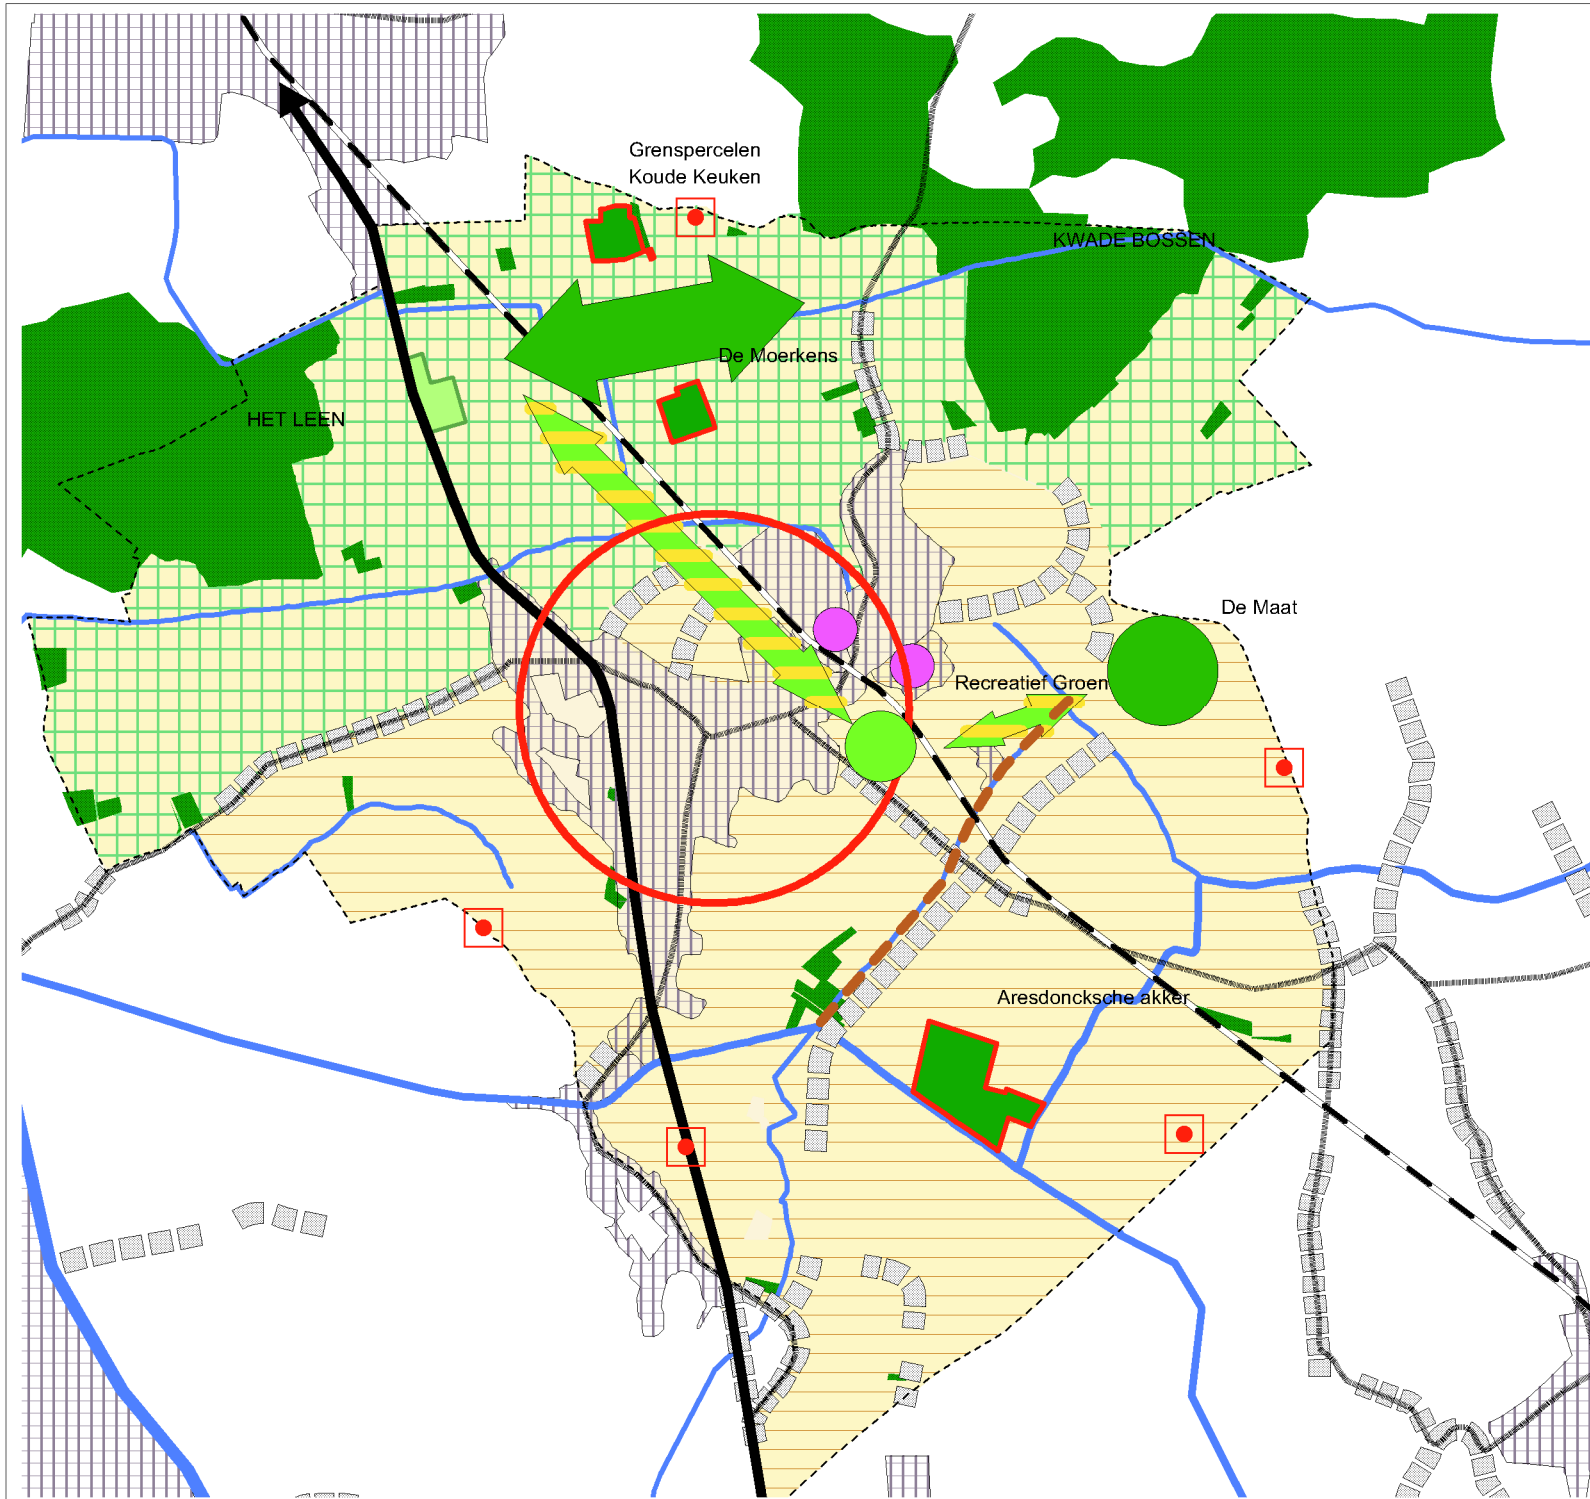 Grenspercelen
Koude Keuken
KWADE BOSSEN
De Moerkens
HET LEEN
De Maat
Recreatief Groen
Aresdoncksche akker